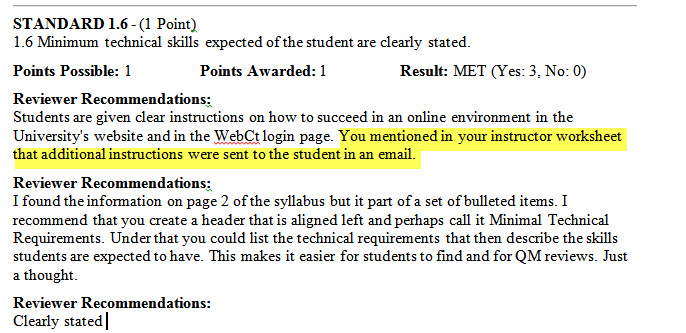 STANDARD 1.6 - (1 Point)
1.6 Minimum technical skills expected of the student are clearly stated.
Points Possible: 1 Points Awarded: 1 Result: MET (Yes: 3, No: 0)
Reviewer Recommendations:
Students are given clear instructions on how to succeed in an online environment in the
University's website and in the WebCt login page. You mentioned in your instructor worksheet
that additional instructions were sent to the student in an email.
Reviewer Recommendations:
I found the information on page 2 of the syllabus but it part of a set of bulleted items. I
recommend that you create a header that is aligned left and perhaps call it Minimal Technical
Requirements. Under that you could list the technical requirements that then describe the skills
students are expected to have. This makes it easier for students to find and for QM reviews. Just
a thought.
Reviewer Recommendations:
Clearly stated